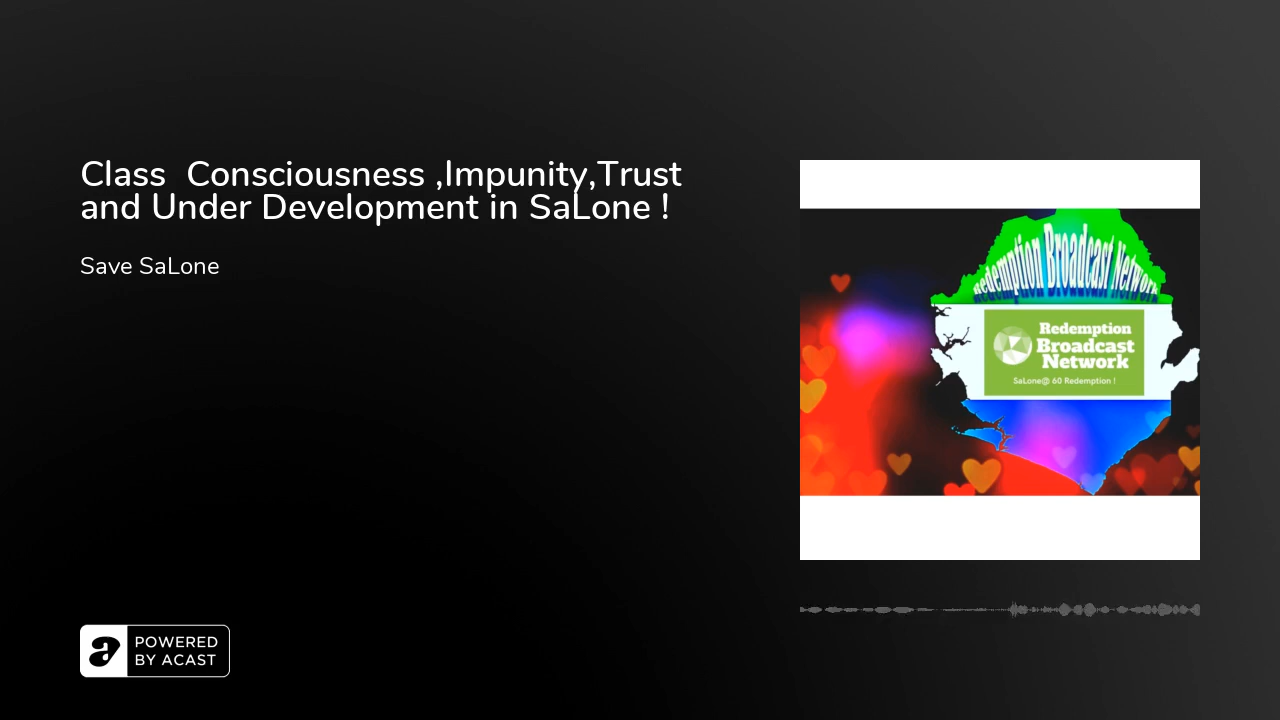 Class  Consciousness ,Impunity,Trust
and Under Development in SaLone !
Save SaLone
Redemption Broadcast Network
Redemption
Broadcast
Network
SaLone@ 60 Redemption !
a POWERED
BY ACAST